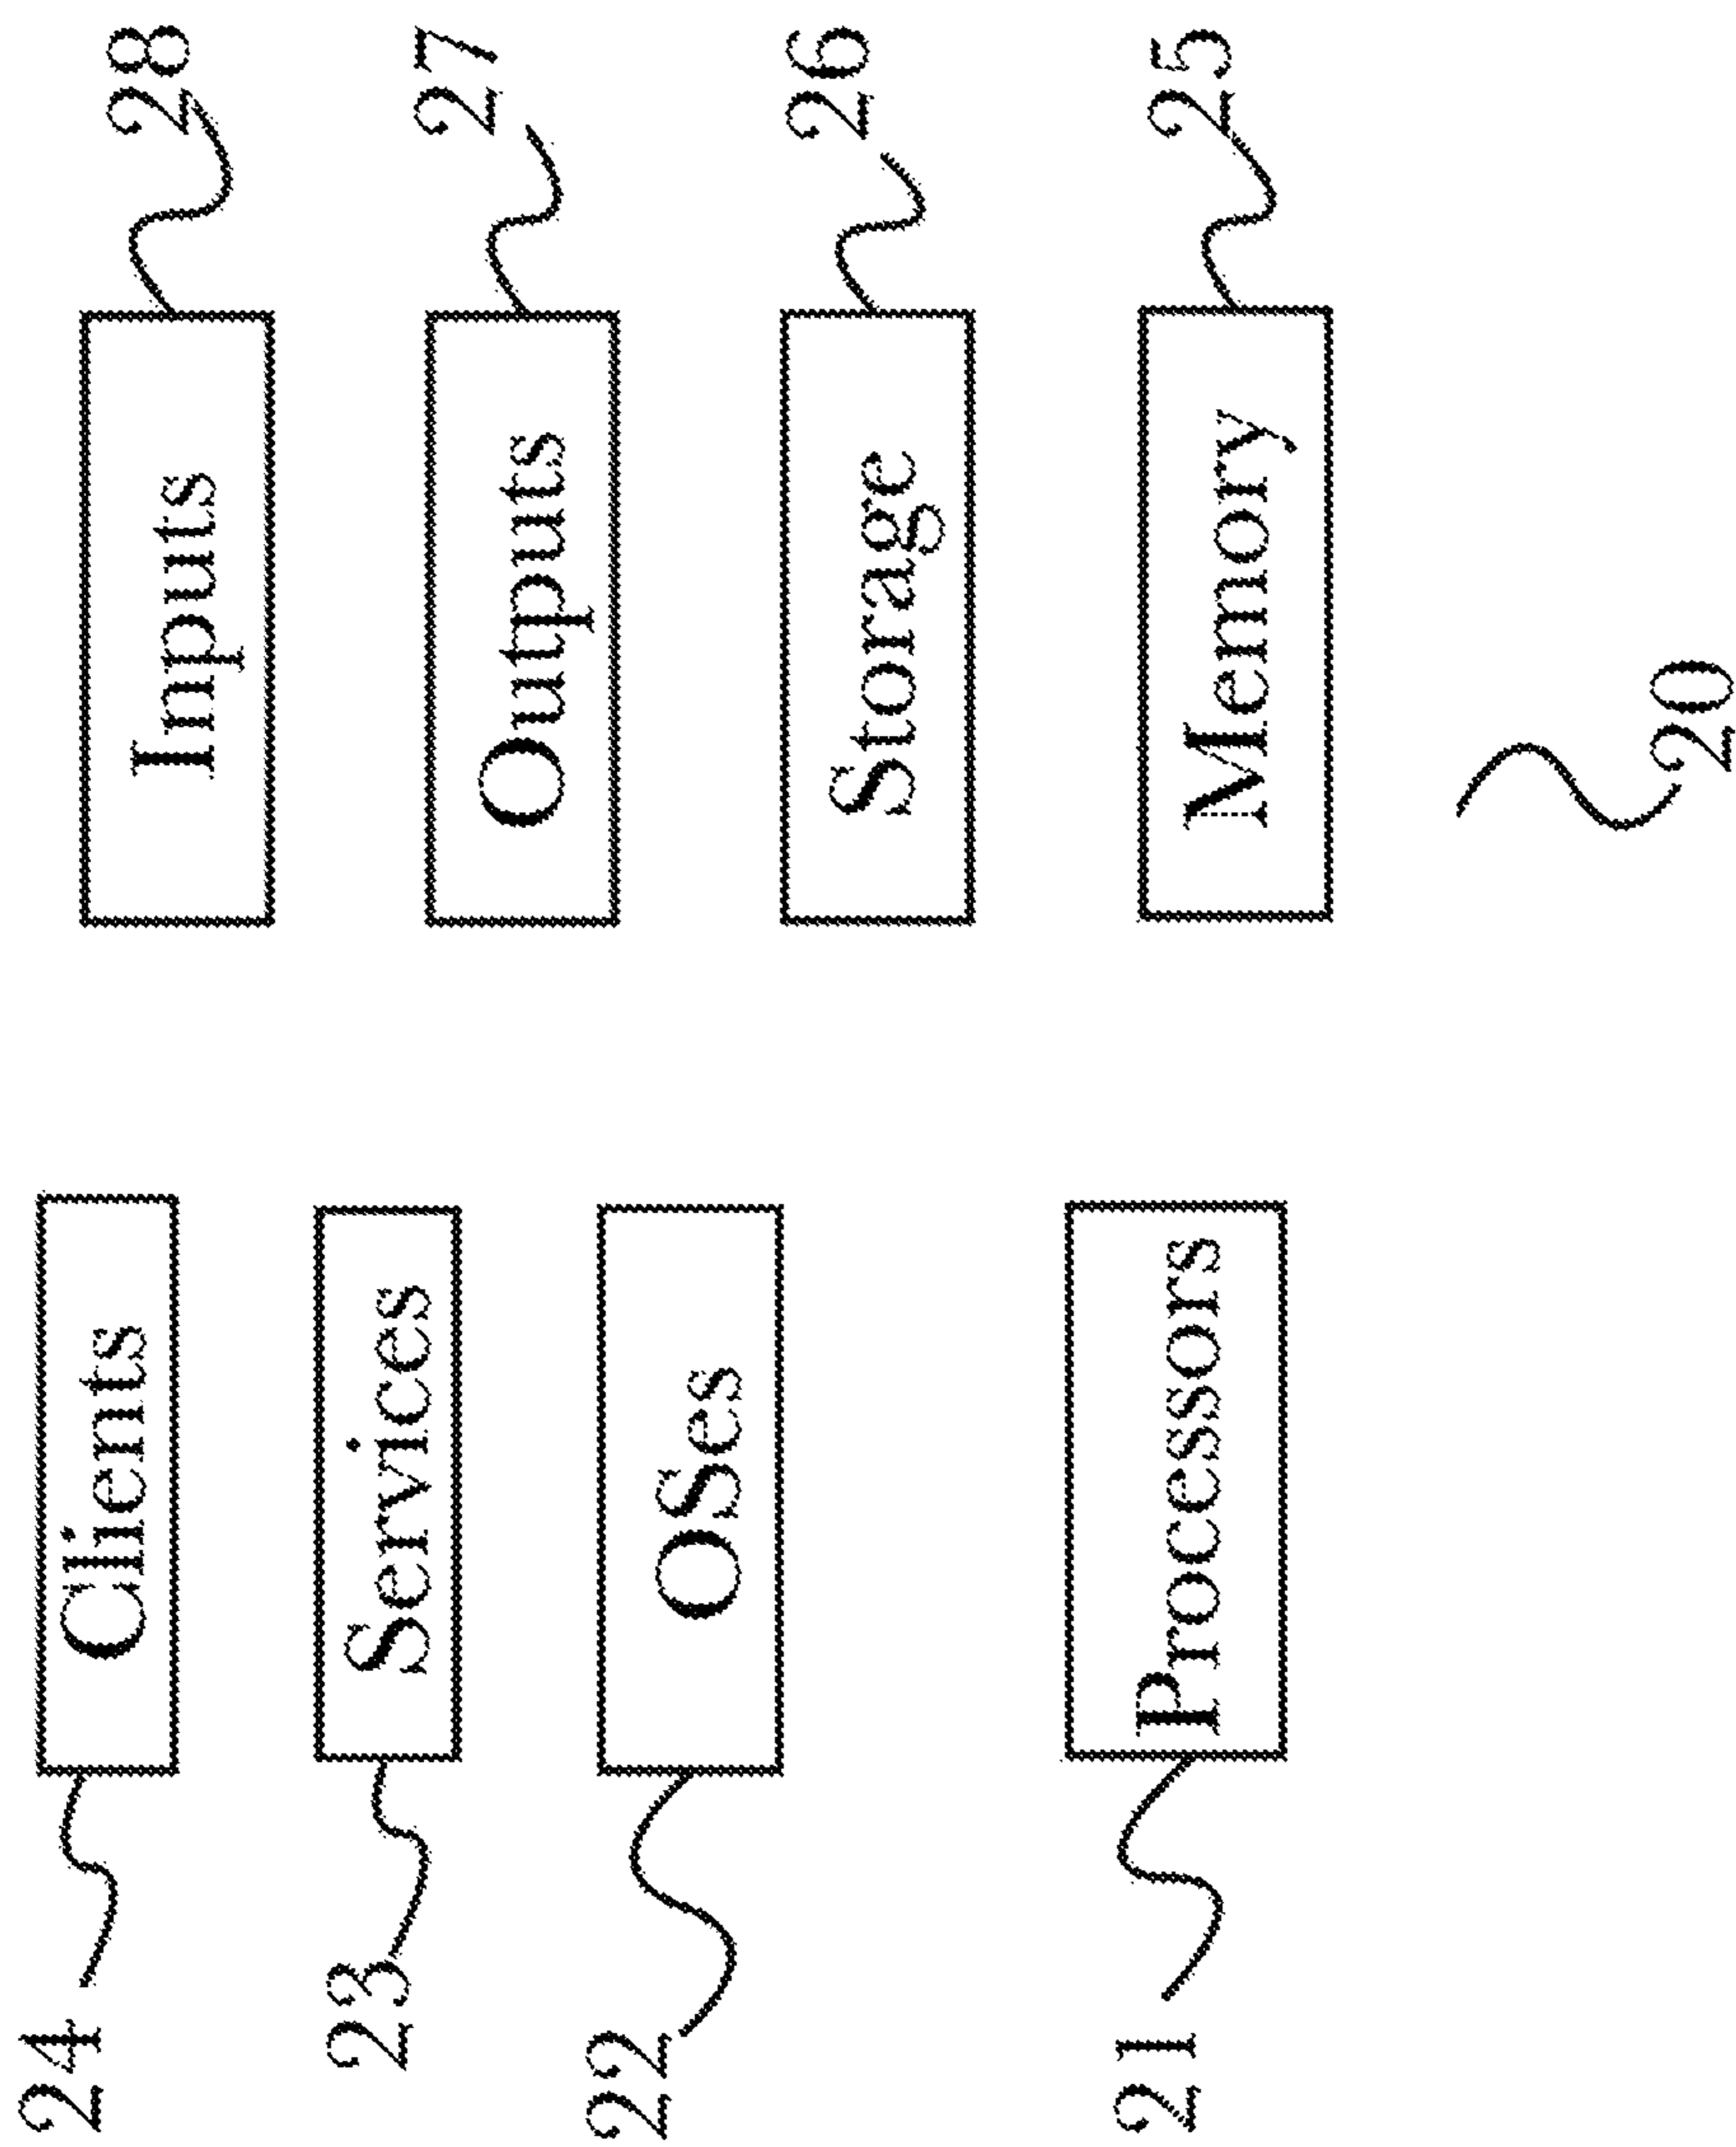 24 Clients Inputs 28
23 Services Outputs 27
22 OSes Storage 26
21 Processors Memory 25
20